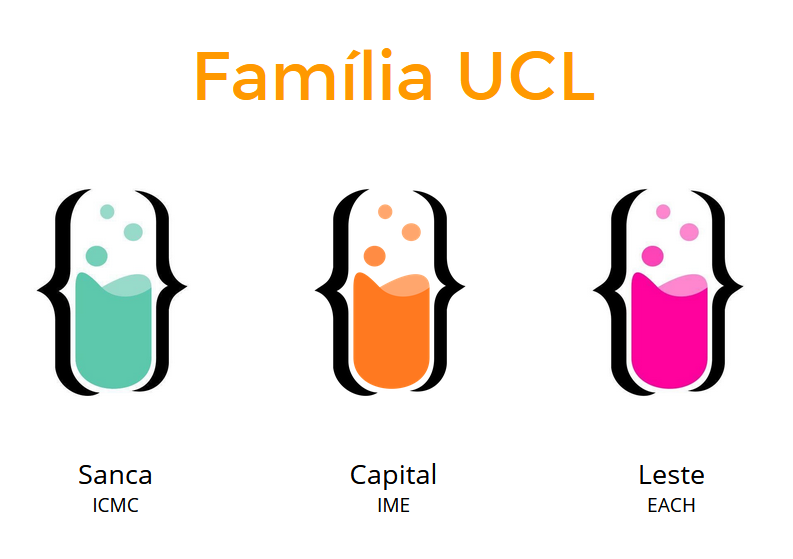 Família UCL
Sanca
ICMC
Capital
IME
Leste
EACH